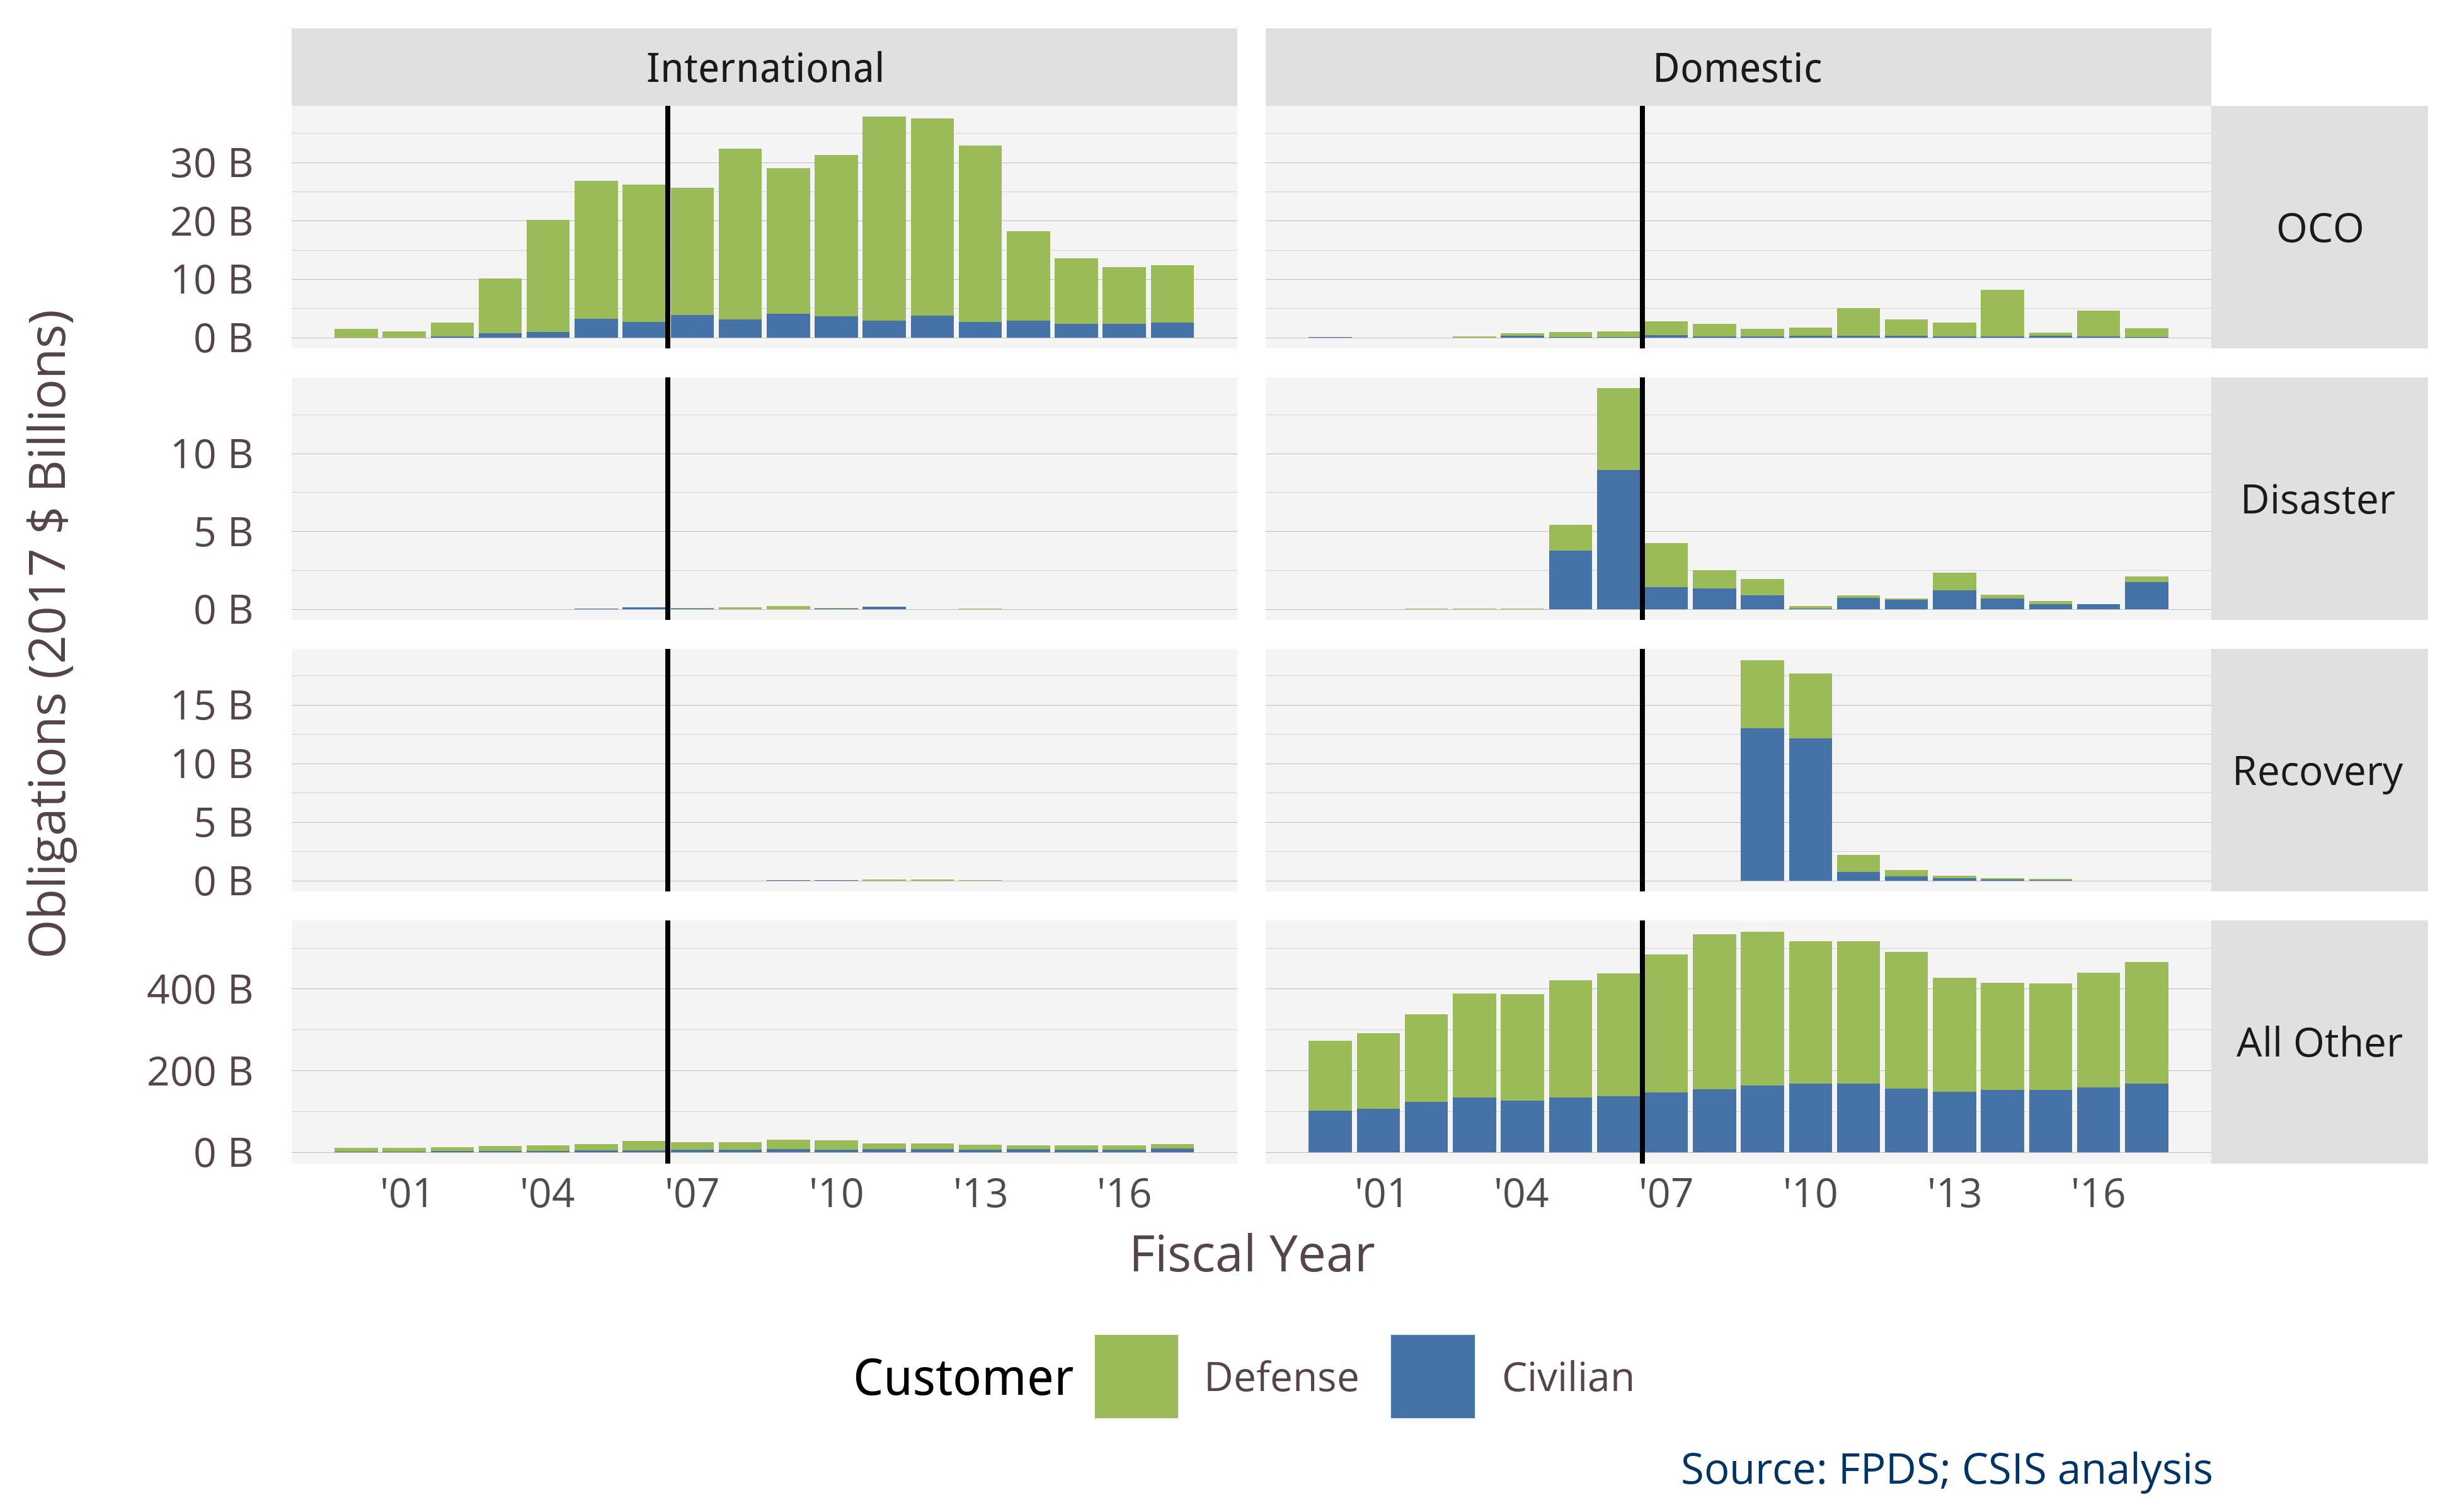 International
Domestic
30 B
20 B
10 B
0 B
OCO
10 B
5 B
0 B
Disaster
15 B
10 B
5 B
0 B
Recovery
400 B
200 B
0 B
All Other
Obligations (2017 $ Billions)
'01 '04 '07 '10 '13 '16
'01 '04 '07 '10 '13 '16
Fiscal Year
Customer Defense Civilian
Source: FPDS; CSIS analysis